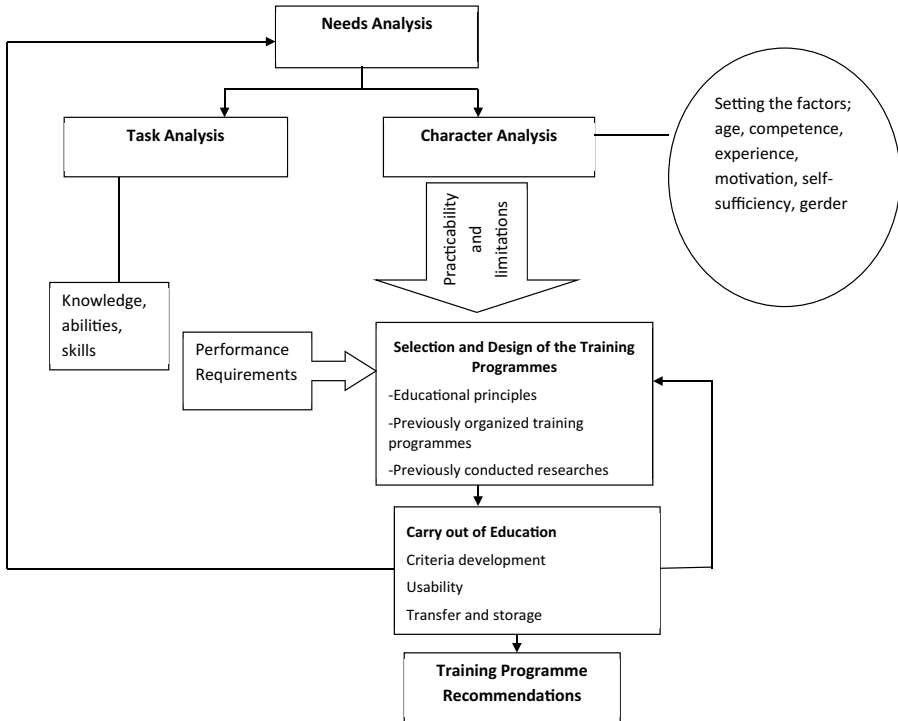 Needs Analysis
Task Analysis
Character Analysis
Setting the factors;
age, competence,
experience,
motivation, self-
sufficiency, gerder
Practicability
and
limitations
Knowledge,
abilities,
skills
Performance
Requirements
Selection and Design of the Training
Programmes
-Educational principles
-Previously organized training
programmes
-Previously conducted researches
Carry out of Education
Criteria development
Usability
Transfer and storage
Training Programme
Recommendations